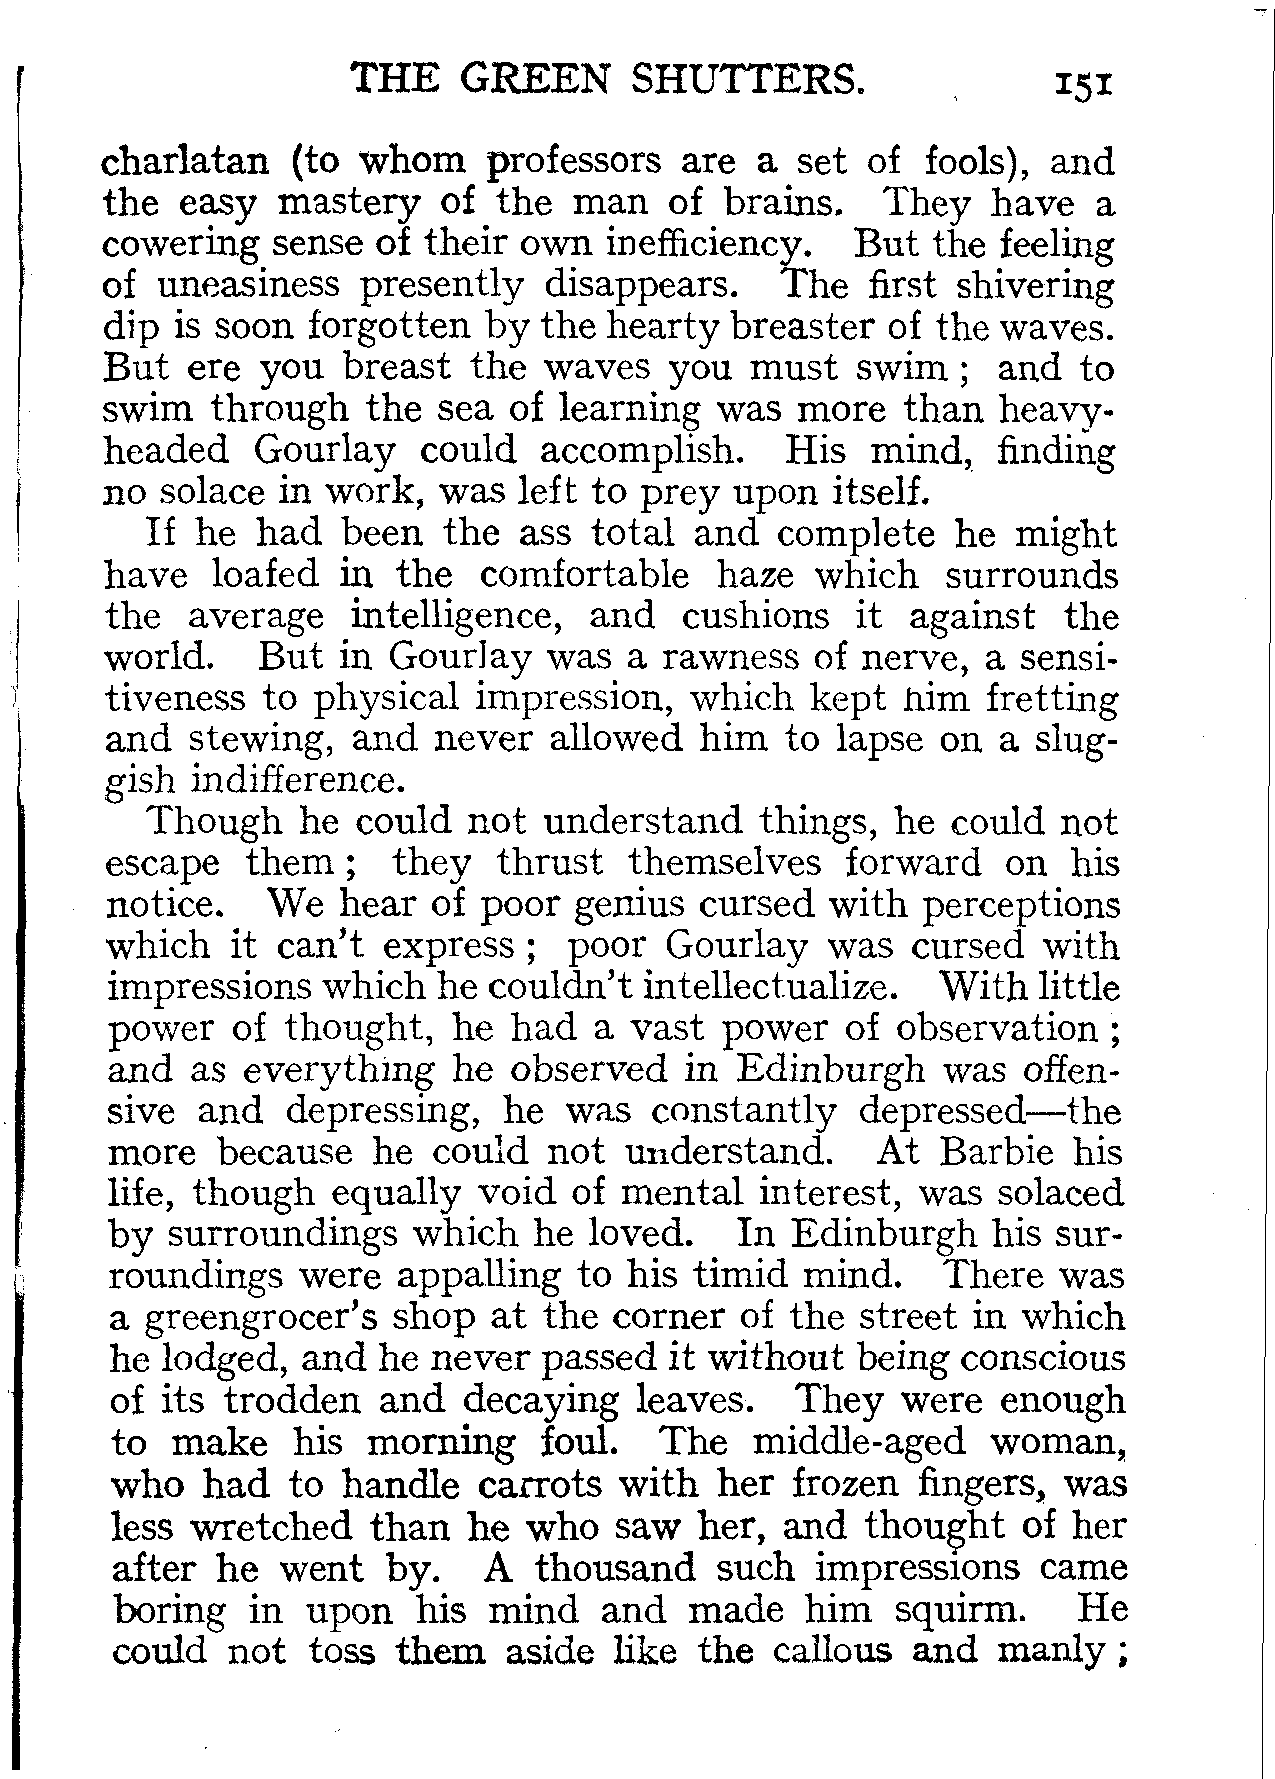 THE GREEN SHUTTERS. 151
charlatan (to whom professors are a set of fools), and
the easy mastery of the man of brains. They have a
cowering sense of their own inefficiency. But the feeling
of uneasiness presently disappears. The first shivering
dip is soon forgotten by the hearty breaster of the waves.
But ere you breast the waves you must swim ; and to
swim through the sea of learning was more than heavy-
headed Gourlay could accomplish. His mind, finding
no solace in work, was left to prey upon itself.
If he had been the ass total and complete he might
have loafed in the comfortable haze which surrounds
the average intelligence, and cushions it against the
world. But in Gourlay was a rawness of nerve, a sensi-
tiveness to physical impression, which kept him fretting
and stewing, and never allowed him to lapse on a slug-
gish indifference.
Though he could not understand things, he could not
escape them ; they thrust themselves forward on his
notice. We hear of poor genius cursed with perceptions
which it can't express ; poor Gourlay was cursed with
impressions which he couldn't intellectualize. With little
power of thought, he had a vast power of observation ;
and as everything he observed in Edinburgh was offen-
sive and depressing, he was constantly depressed—the
more because he could not understand. At Barbie his
life, though equally void of mental interest, was solaced
by surroundings which he loved. In Edinburgh his sur-
roundings were appalling to his timid mind. There was
a greengrocer's shop at the corner of the street in which
he lodged, and he never passed it without being conscious
of its trodden and decaying leaves. They were enough
to make his morning foul. The middle-aged woman,
who had to handle carrots with her frozen fingers, was
less wretched than he who saw her, and thought of her
after he went by. A thousand such impressions came
boring in upon his mind and made him squirm. He
could not toss them aside like the callous and manly ;